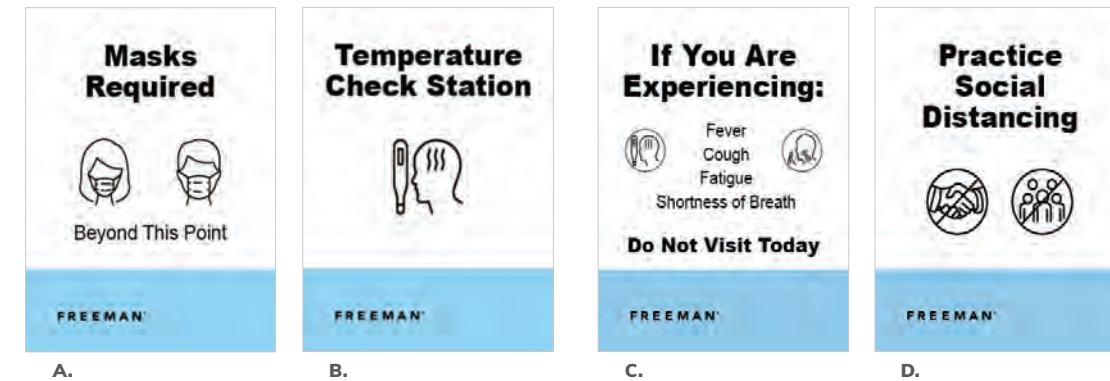 Masks
Required
Beyond This Point
FREEMAN
A.
Temperature
Check Station
FREEMAN
B.
If You Are
Experiencing:
Fever
Cough
Fatigue
Shortness of Breath
Do Not Visit Today
FREEMAN
C.
Practice
Social
Distancing
FREEMAN
D.